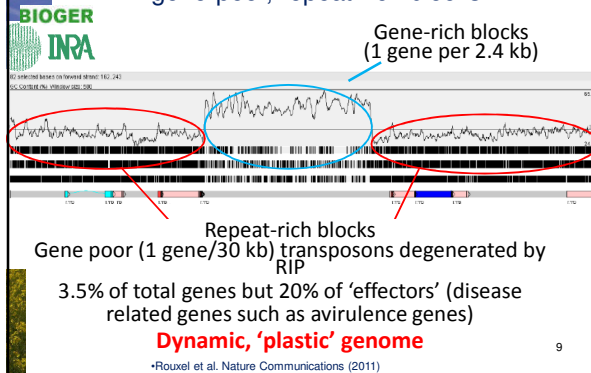 BIOGER
INRA
Gene-rich blocks
(1 gene per 2.4 kb)
Repeat-rich blocks
Gene poor (1 gene/30 kb) transposons degenerated by
RIP
3.5% of total genes but 20% of ‘effectors’ (disease
related genes such as avirulence genes)
Dynamic, ‘plastic’ genome
9
•Rouxel et al. Nature Communications (2011)